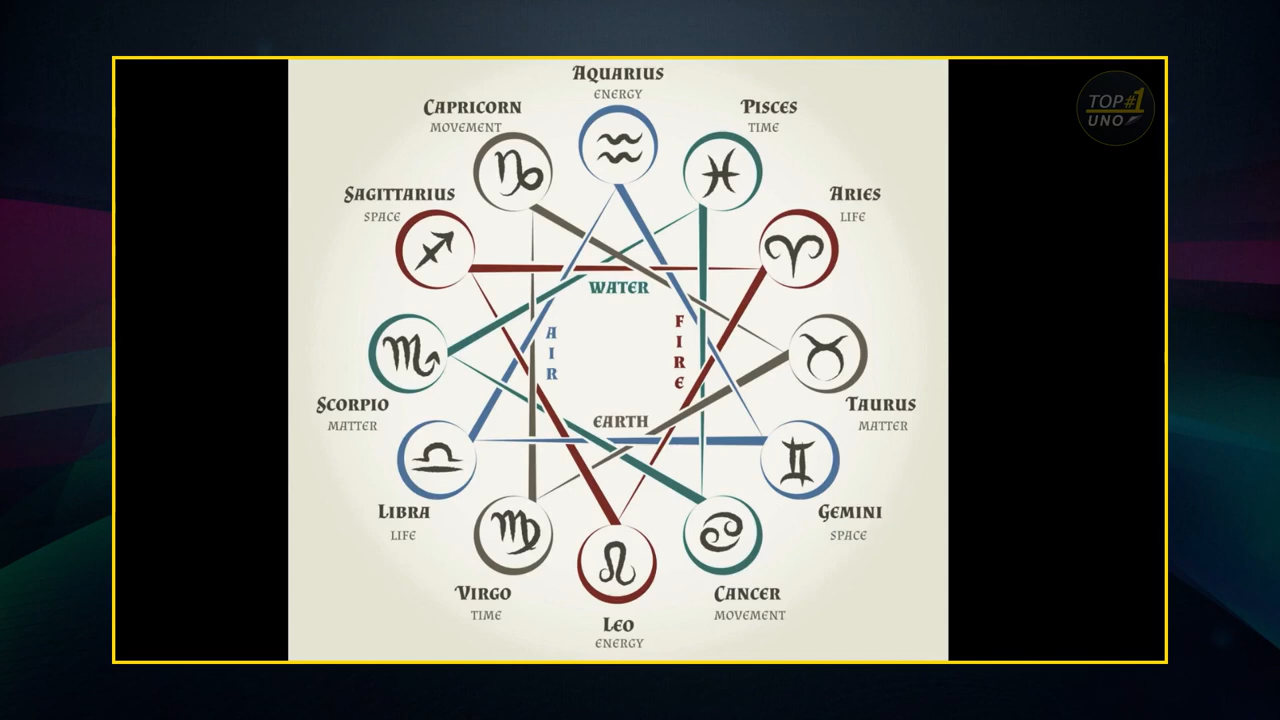 AQUARIUS
ENERGY
CAPRICORN
MOVEMENT
PISCES
TIME
TOP#1
UNO
SAGITTARIUS
SPACE
ARIES
LIFE
WATER
AIR
FIRE
SCORPIO
MATTER
EARTH
TAURUS
MATTER
LIBRA
LIFE
GEMINI
SPACE
VIRGO
TIME
CANCER
MOVEMENT
LEO
ENERGY